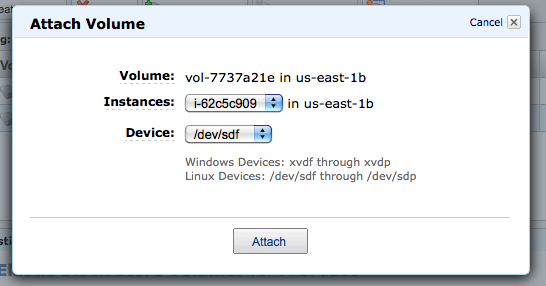 Attach Volume
Cancel
Volume: vol-7737a21e in us-east-1b
Instances: i-62c5c909 in us-east-1b
Device: /dev/sdf
Windows Devices: xvdf through xvdp
Linux Devices: /dev/sdf through /dev/sdp
Attach